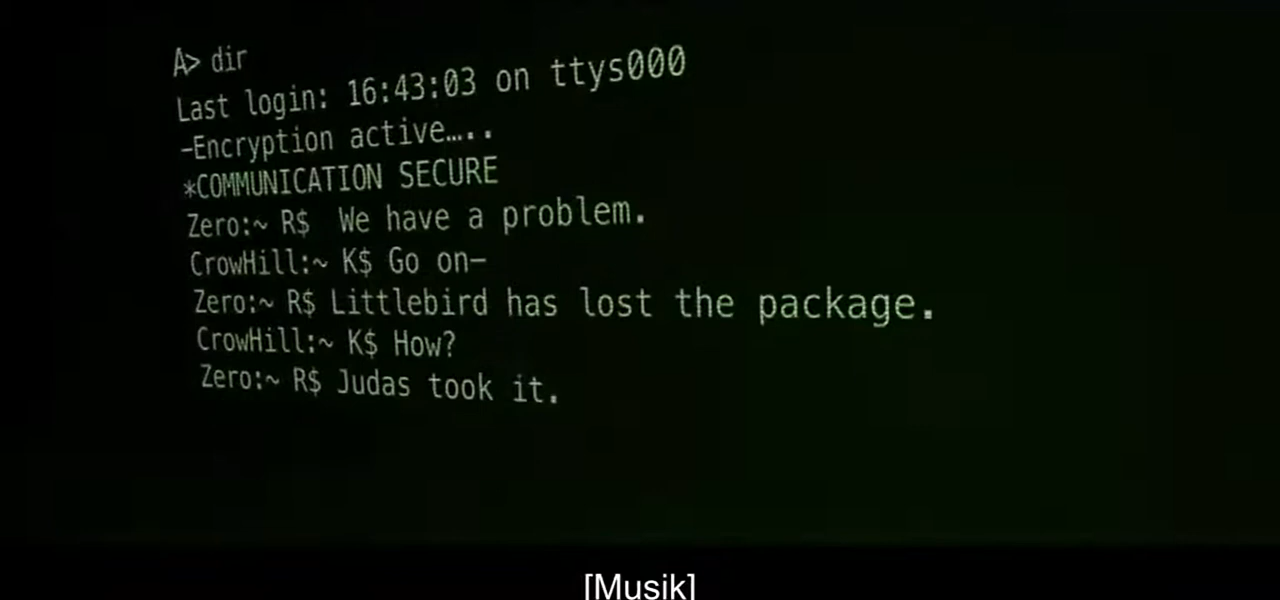 A> dir
Last login: 16:43:03 on ttys000
-Encryption active.....
*COMMUNICATION SECURE
Zero:~ R$ We have a problem.
CrowHill:~ K$ Go on-
Zero:~ R$ Littlebird has lost the package.
CrowHill:~ K$ How?
Zero:~ R$ Judas took it.
[Musik]